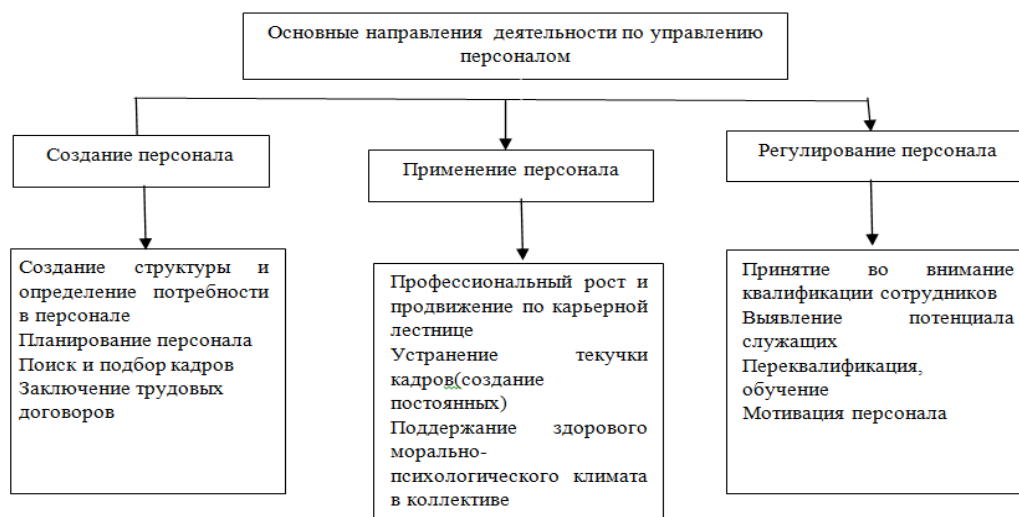 Основные направления деятельности по управлению
персоналом
Создание персонала
Применение персонала
Регулирование персонала
Создание структуры и
определение потребности
в персонале
Планирование персонала
Поиск и подбор кадров
Заключение трудовых
договоров
Профессиональный рост и
продвижение по карьерной
лестнице
Устранение текучки
кадров(создание
постоянных)
Поддержание здорового
морально-
психологического климата
в коллективе
Принятие во внимание
квалификации сотрудников
Выявление потенциала
служащих
Переквалификация,
обучение
Мотивация персонала